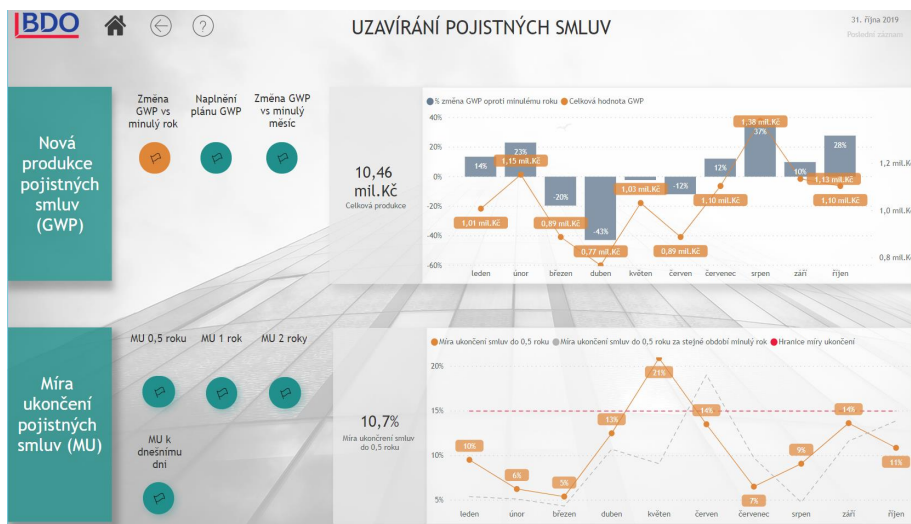 BDO
?
UZAVÍRÁNÍ POJISTNÝCH SMLUV
31. října 2019
Poslední záznam
Nová
produkce
pojistných
smluv
(GWP)
Změna
GWP vs
minulý rok
Naplnění
plánu GWP
Změna GWP
vs minulý
měsíc
10,46
mil.Kč
Celková produkce
% změna GWP oproti minulému roku Celková hodnota GWP
40%
20%
0%
-20%
-40%
-60%
14%
23%
-20%
-43%
-12%
12%
37%
10%
28%
1,01 mil.Kč
1,15 mil.Kč
0,89 mil.Kč
0,77 mil.Kč
1,03 mil.Kč
0,89 mil.Kč
1,10 mil.Kč
1,38 mil.Kč
1,13 mil.Kč
1,10 mil.Kč
1,2 mil.K
1,0 mil.K
0,8 mil.K
leden únor březen duben květen červen červenec srpen září říjen
Míra
ukončení
pojistných
smluv (MU)
MU 0,5 roku MU 1 rok MU 2 roky
MU k
dnešnímu
dni
10,7%
Míra ukončrení smluv
do 0,5 roku
Míra ukončení smluv do 0,5 roku Míra ukončení smluv do 0,5 roku za stejné období minulý rok Hranice míry ukončení
20%
15%
10%
5%
10%
6%
5%
13%
21%
14%
7%
9%
14%
11%
leden únor březen duben květen červen červenec srpen září říjen